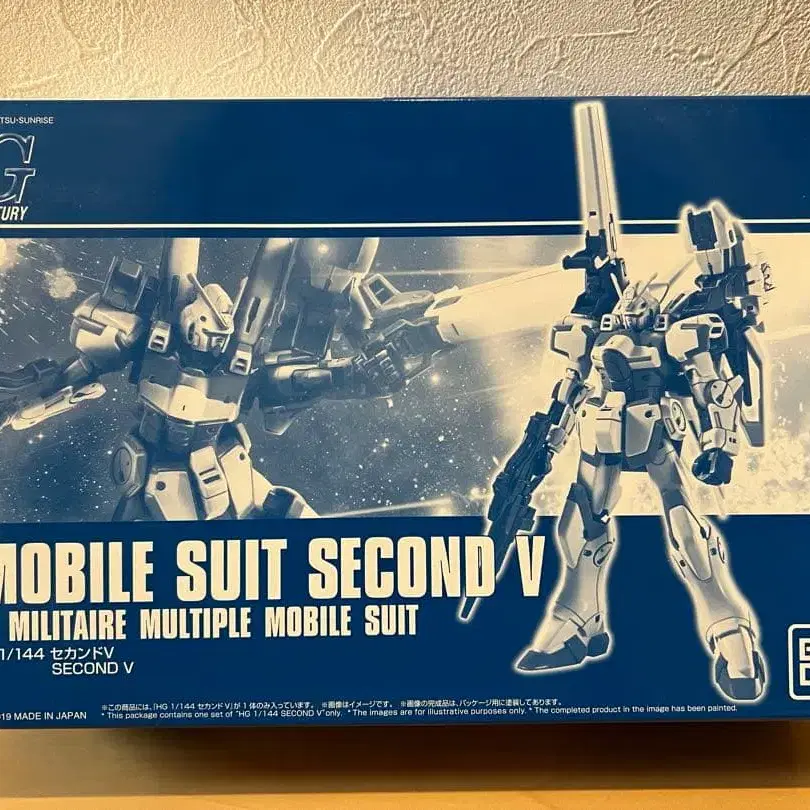 TSU・SUNRISE
G
TURY
MOBILE SUIT SECOND V
MILITAIRE MULTIPLE MOBILE SUIT
1/144 セカンドV
SECOND V
※この商品には、「HG 1/144 セカンドV」が1体のみ入っています。 ※画像はイメージです。 ※画像の完成品は、パッケージ用に塗装してあります。
19 MADE IN JAPAN
* This package contains one set of "HG 1/144 SECOND V"only. * The images are for illustrative purposes only. * The completed product in the image has been painted.